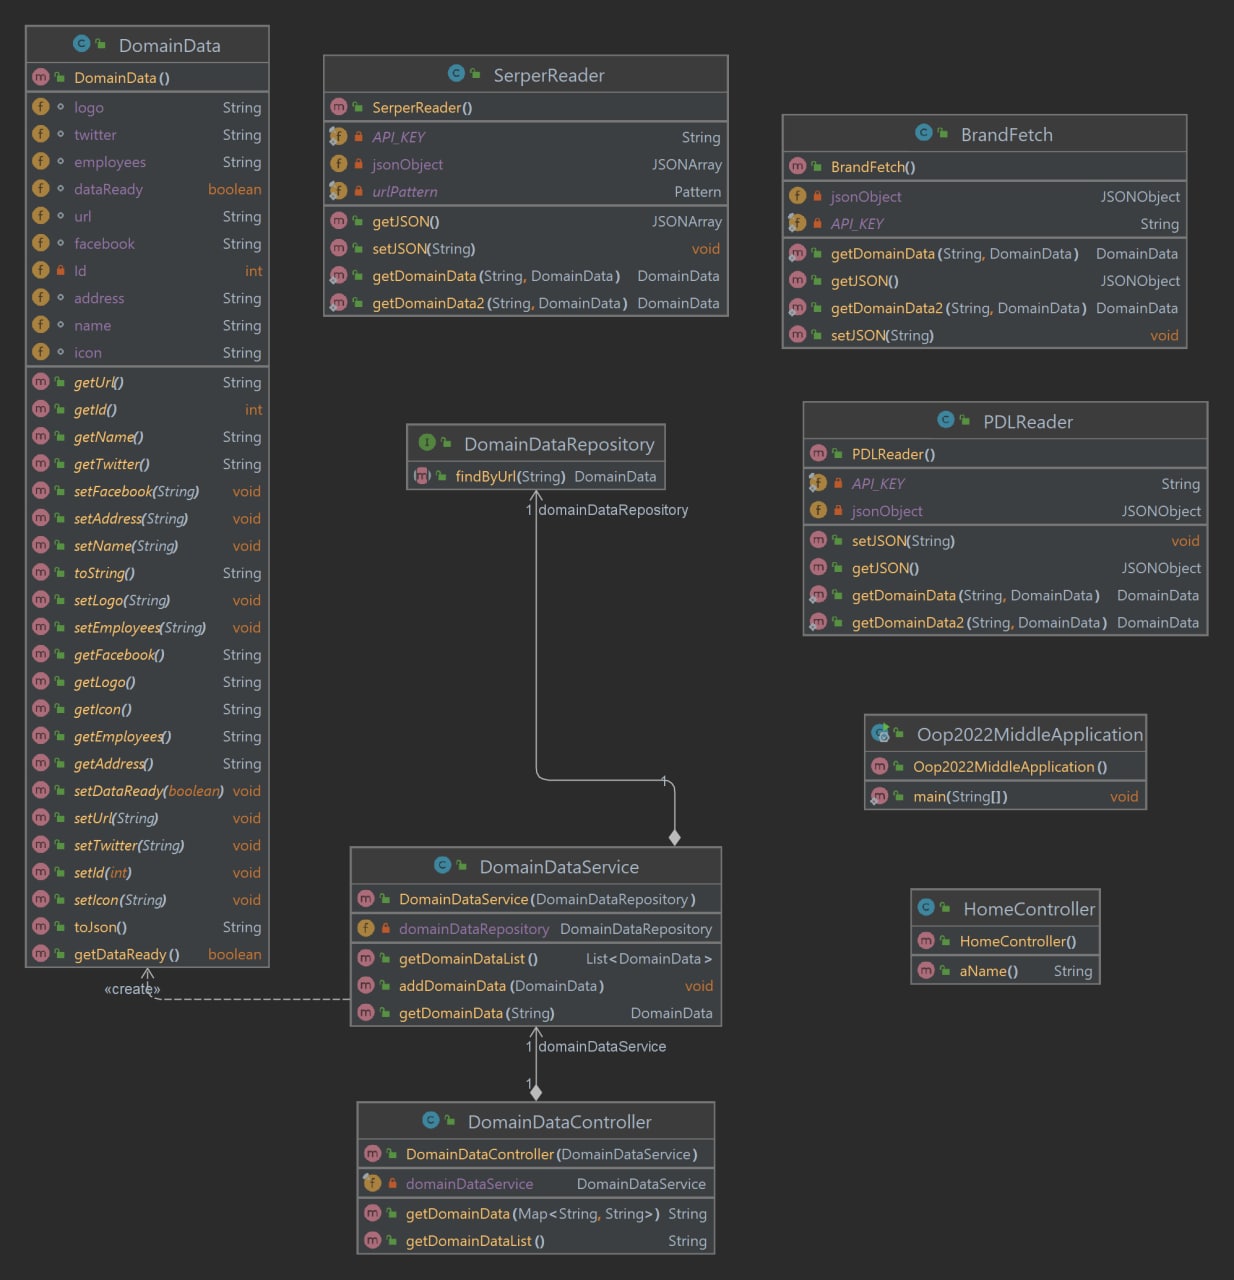 DomainData
DomainData()
logo String
twitter String
employees String
dataReady boolean
url String
facebook String
Id int
address String
name String
icon String
getUrl() String
getId() int
getName() String
getTwitter() String
setFacebook(String) void
setAddress(String) void
setName(String) void
toString() String
setLogo(String) void
setEmployees(String) void
getFacebook() String
getLogo() String
getIcon() String
getEmployees() String
getAddress() String
setDataReady(boolean) void
setUrl(String) void
setTwitter(String) void
setId(int) void
setIcon(String) void
toJson() String
getDataReady() boolean
«create»
SerperReader
SerperReader()
API_KEY String
jsonObject JSONArray
urlPattern Pattern
getJSON() JSONArray
setJSON(String) void
getDomainData(String, DomainData) DomainData
getDomainData2(String, DomainData) DomainData
BrandFetch
BrandFetch()
jsonObject JSONObject
API_KEY String
getDomainData(String, DomainData) DomainData
getJSON() JSONObject
getDomainData2(String, DomainData) DomainData
setJSON(String) void
DomainDataRepository
findByUrl(String) DomainData
1 domainDataRepository
1
PDLReader
PDLReader()
API_KEY String
jsonObject JSONObject
setJSON(String) void
getJSON() JSONObject
getDomainData(String, DomainData) DomainData
getDomainData2(String, DomainData) DomainData
Oop2022MiddleApplication
Oop2022MiddleApplication()
main(String[]) void
DomainDataService
DomainDataService(DomainDataRepository)
domainDataRepository DomainDataRepository
getDomainDataList() List<DomainData>
addDomainData(DomainData) void
getDomainData(String) DomainData
1 domainDataService
1
HomeController
HomeController()
aName() String
DomainDataController
DomainDataController(DomainDataService)
domainDataService DomainDataService
getDomainData(Map<String, String>) String
getDomainDataList() String